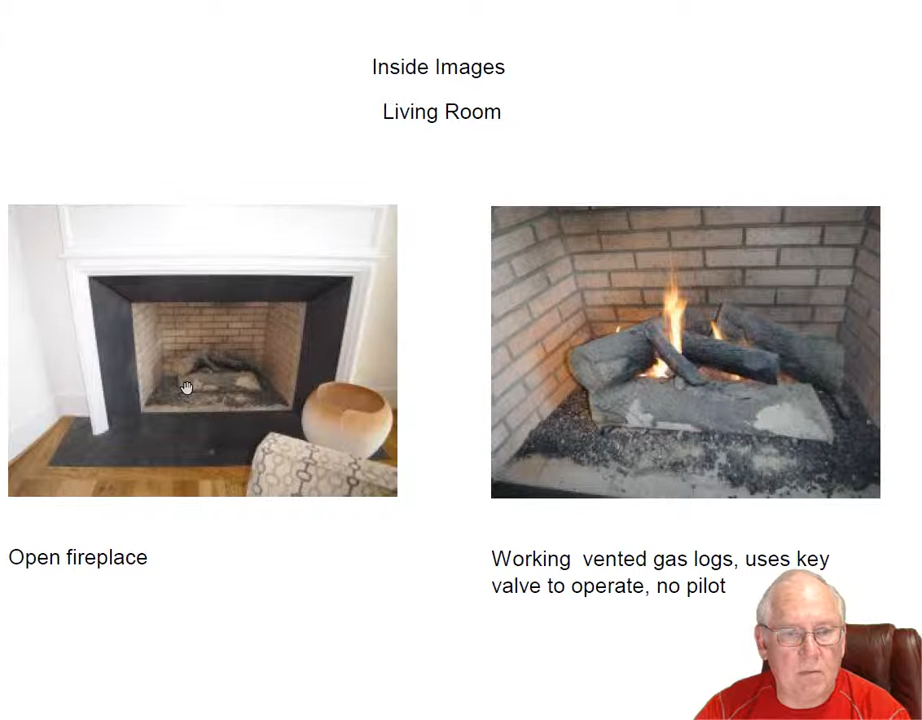 Inside Images
Living Room
Open fireplace
Working vented gas logs, uses key
valve to operate, no pilot